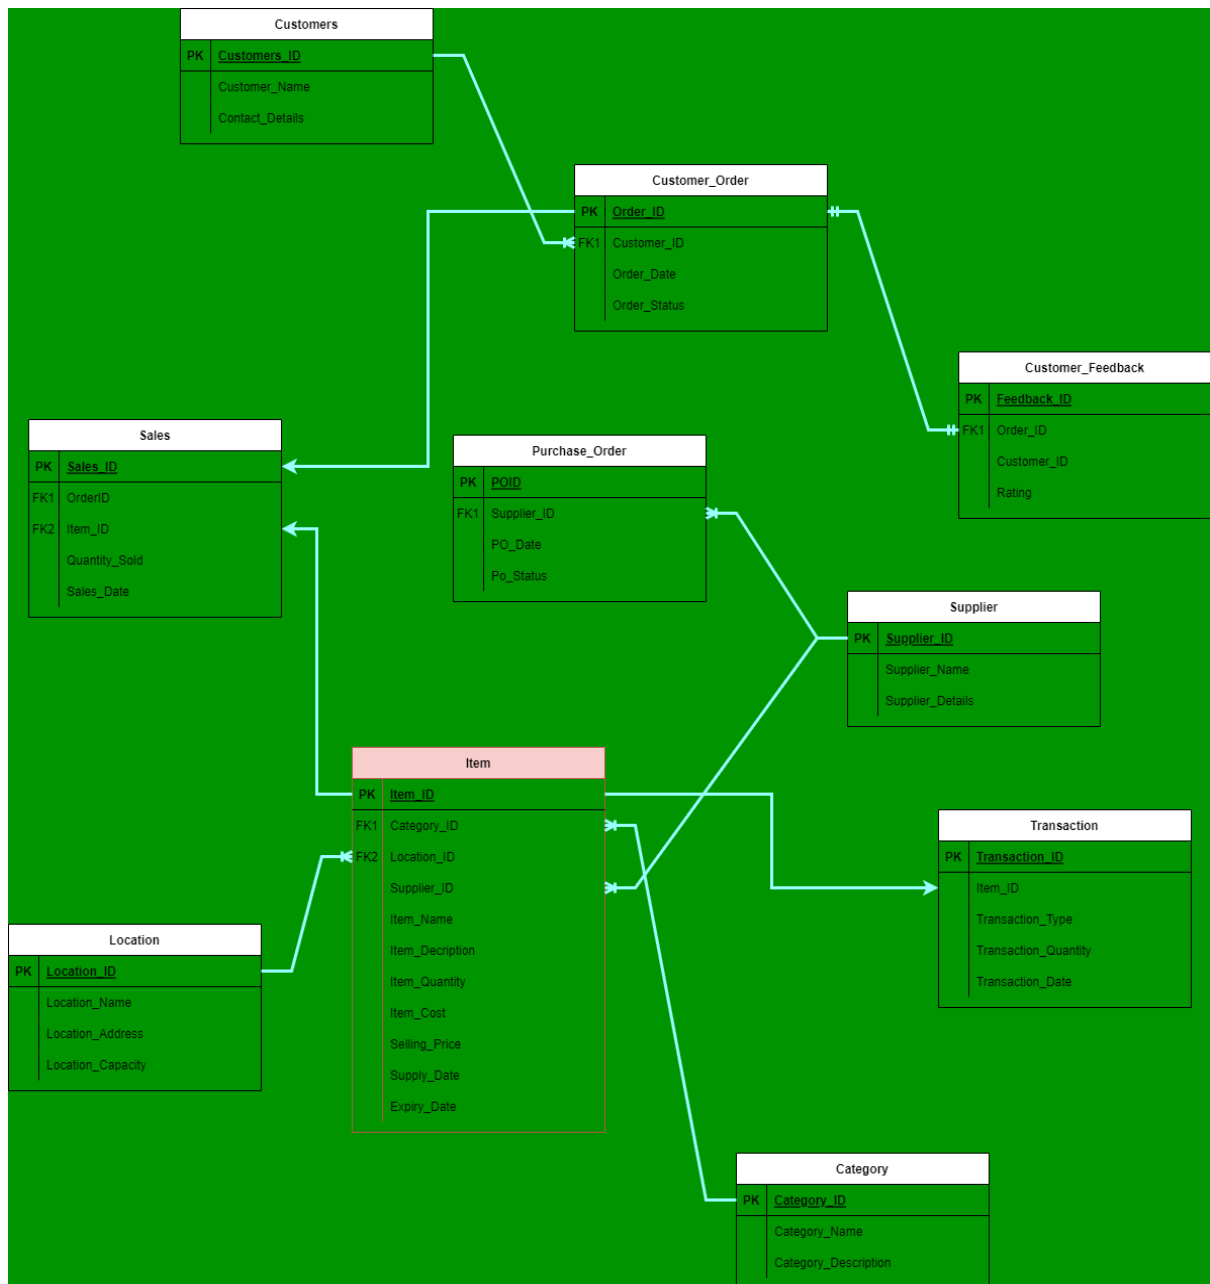 Customers
PK Customers_ID
Customer_Name
Contact_Details
Customer_Order
PK Order_ID
FK1 Customer_ID
Order_Date
Order_Status
Customer_Feedback
PK Feedback_ID
FK1 Order_ID
Customer_ID
Rating
Sales
PK Sales_ID
FK1 OrderID
FK2 Item_ID
Quantity_Sold
Sales_Date
Purchase_Order
PK POID
FK1 Supplier_ID
PO_Date
Po_Status
Supplier
PK Supplier_ID
Supplier_Name
Supplier_Details
Item
PK Item_ID
FK1 Category_ID
FK2 Location_ID
Supplier_ID
Item_Name
Item_Decription
Item_Quantity
Item_Cost
Selling_Price
Supply_Date
Expiry_Date
Transaction
PK Transaction_ID
Item_ID
Transaction_Type
Transaction_Quantity
Transaction_Date
Location
PK Location_ID
Location_Name
Location_Address
Location_Capacity
Category
PK Category_ID
Category_Name
Category_Description